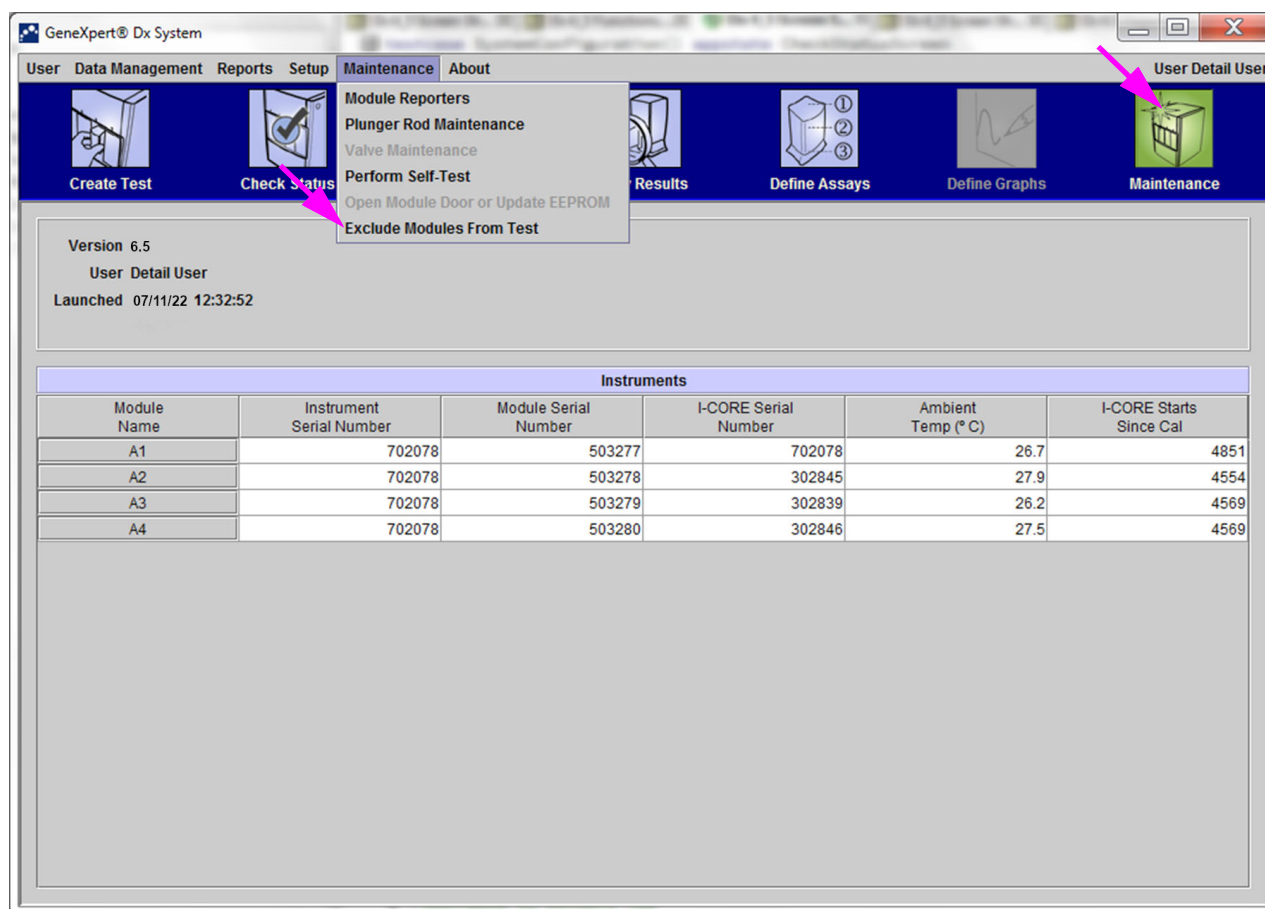 GeneXpert® Dx System
User Data Management Reports Setup Maintenance About User Detail User
Module Reporters
Plunger Rod Maintenance
Valve Maintenance
Perform Self-Test
Open Module Door or Update EEPROM
Exclude Modules From Test
Create Test Check Status Results Define Assays Define Graphs Maintenance
① 
② 
③
Version 6.5
User Detail User
Launched 07/11/22 12:32:52
Instruments
Module Name Instrument Serial Number Module Serial Number I-CORE Serial Number Ambient Temp (° C) I-CORE Starts Since Cal
A1 702078 503277 702078 26.7 4851
A2 702078 503278 302845 27.9 4554
A3 702078 503279 302839 26.2 4569
A4 702078 503280 302846 27.5 4569